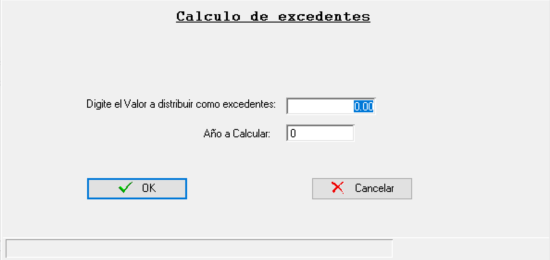 Calculo de excedentes
Digite el Valor a distribuir como excedentes: 0.00
Año a Calcular: 0
OK Cancelar